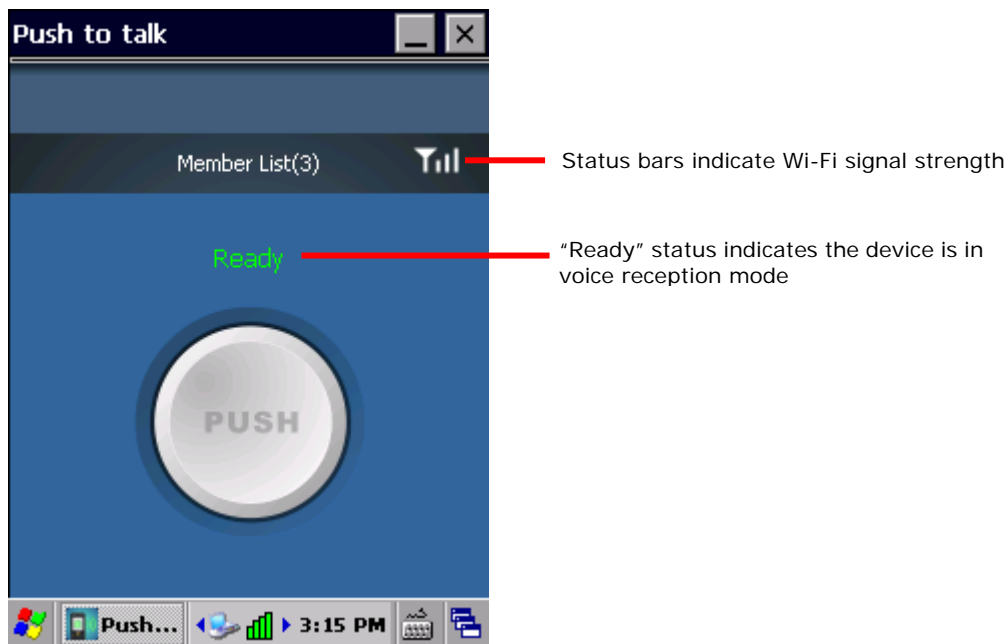 Push to talk
Member List(3)
Status bars indicate Wi-Fi signal strength
Ready
“Ready” status indicates the device is in
voice reception mode
PUSH
Push...
3:15 PM